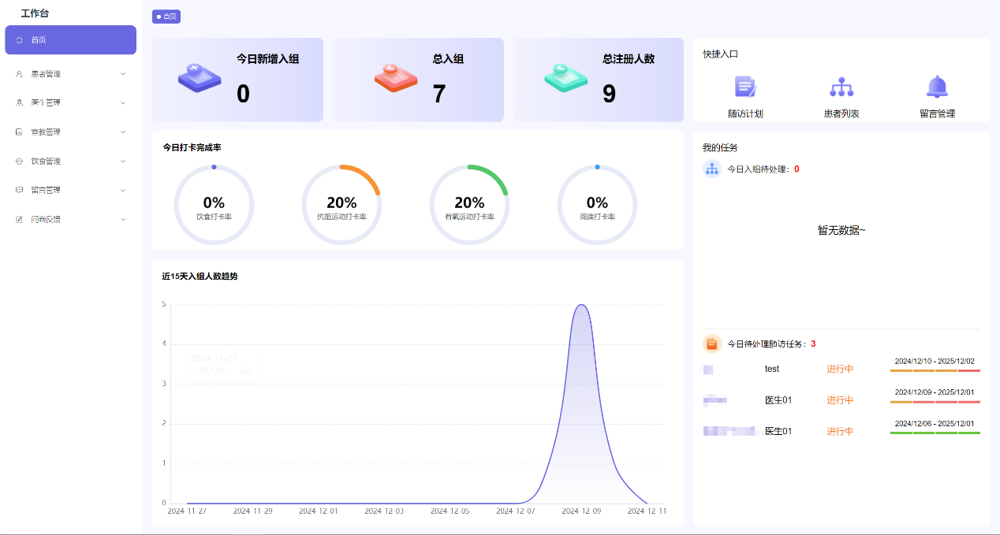 工作台
首页
患者管理
医生管理
宣教管理
饮食管理
留言管理
问卷反馈
首页
今日新增入组
0
总入组
7
总注册人数
9
快捷入口
随访计划
患者列表
留言管理
今日打卡完成率
0%
饮食打卡率
20%
抗阻运动打卡率
20%
有氧运动打卡率
0%
阅读打卡率
我的任务
今日入组待处理：0
暂无数据~
近15天入组人数趋势
5
4
3
2
1
0
2024-11-27
入组人数： 0人
2024-11-27 2024-11-29 2024-12-01 2024-12-03 2024-12-05 2024-12-07 2024-12-09 2024-12-11
今日待处理随访任务：3
test 进行中 2024/12/10 - 2025/12/02
医生01 进行中 2024/12/09 - 2025/12/01
医生01 进行中 2024/12/06 - 2025/12/01